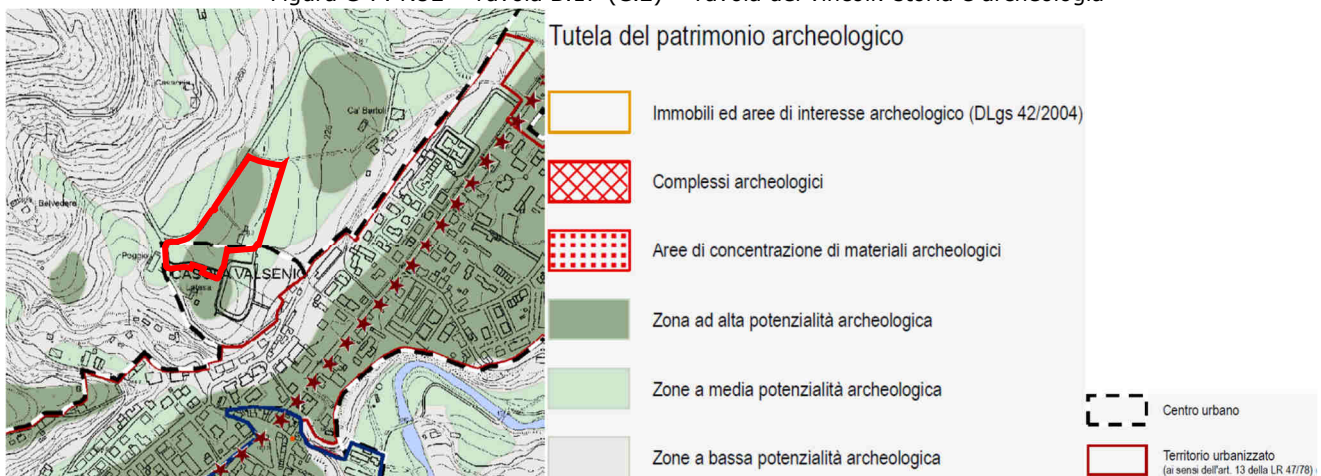 Tutela del patrimonio archeologico
Immobili ed aree di interesse archeologico (DLgs 42/2004)
Complessi archeologici
Aree di concentrazione di materiali archeologici
Zona ad alta potenzialità archeologica
Zone a media potenzialità archeologica
Zona a bassa potenzialità archeologica
Centro urbano
Territorio urbanizzato
(ai sensi dell'art. 13 della LR 47/78)
Ca' Bertoli
Belvedere
Poggio
CASOLA VALSENIO